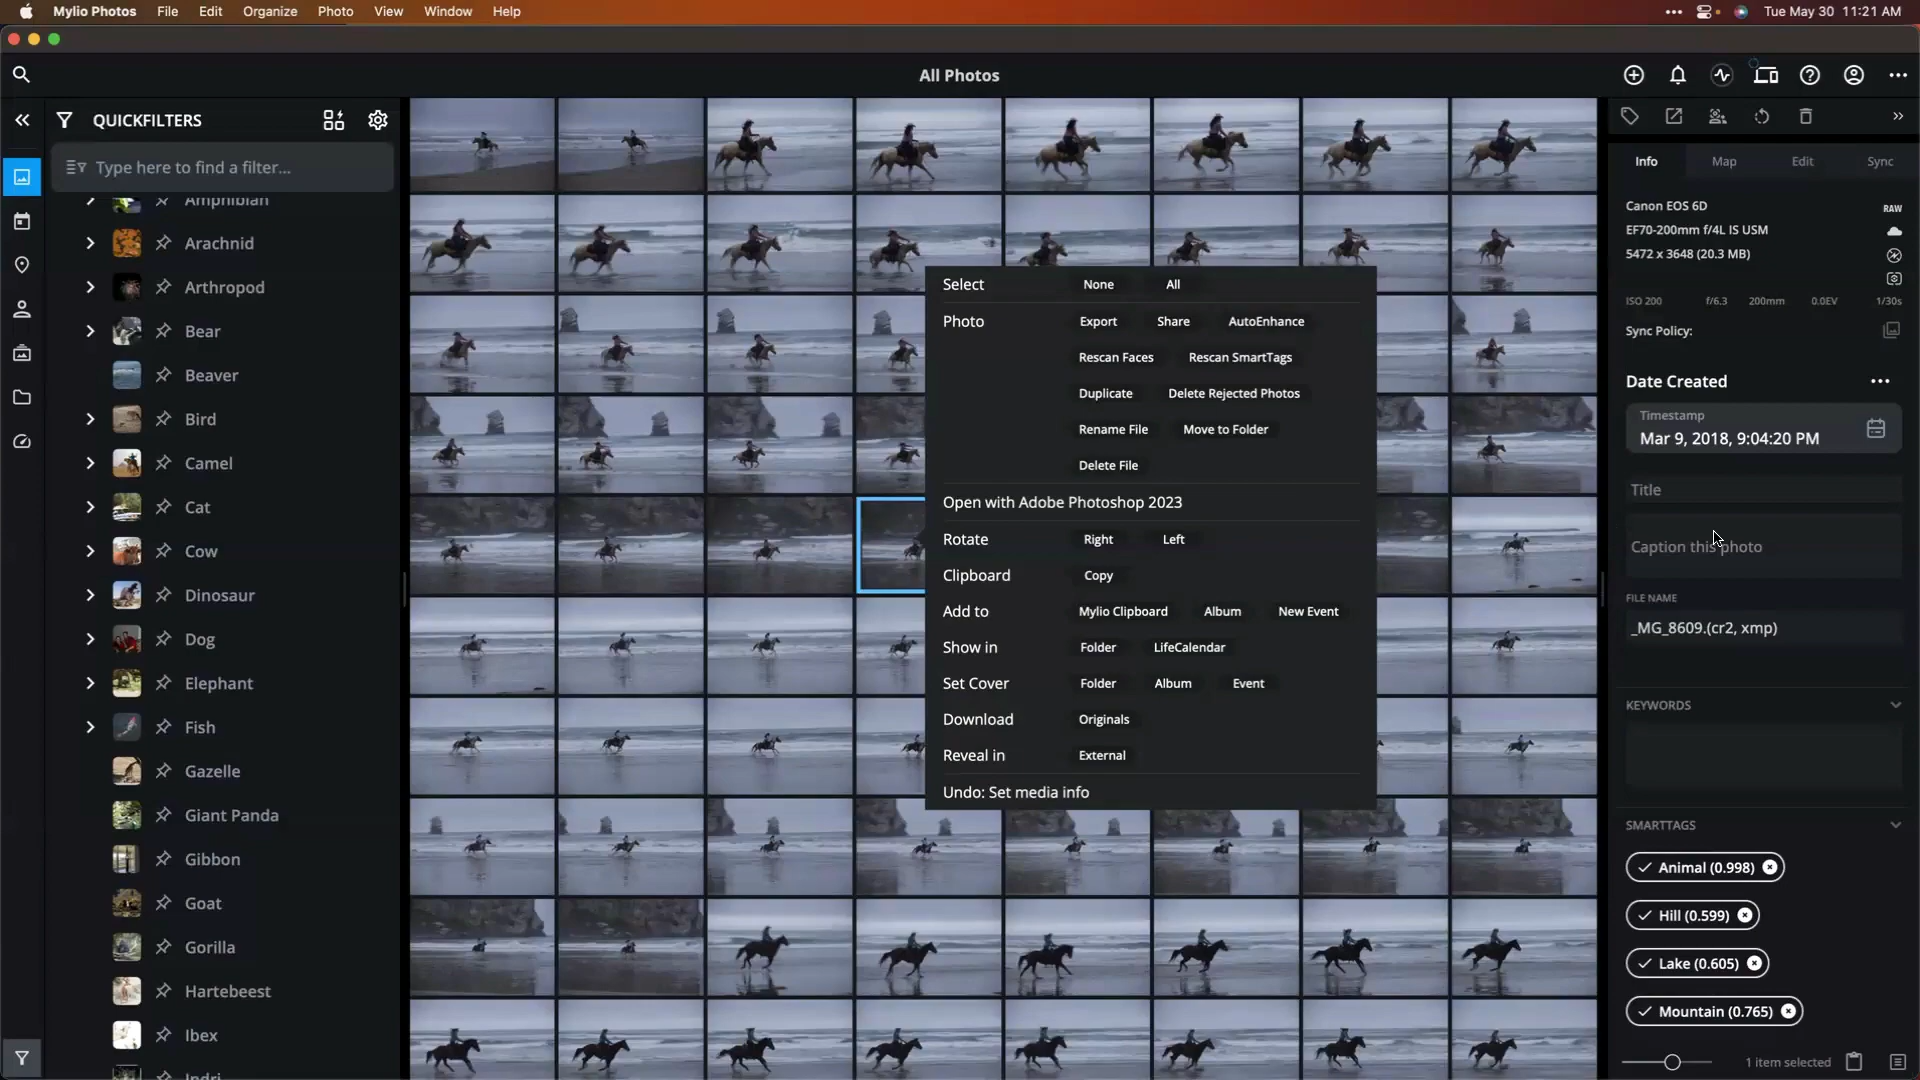 Mylio Photos File Edit Organize Photo View Window Help Tue May 30 11:21 AM
All Photos
QUICKFILTERS
Type here to find a filter...
Amphibian
Arachnid
Arthropod
Bear
Beaver
Bird
Camel
Cat
Cow
Dinosaur
Dog
Elephant
Fish
Gazelle
Giant Panda
Gibbon
Goat
Gorilla
Hartebeest
Ibex
Indri
Select None All
Photo Export Share AutoEnhance
Rescan Faces Rescan SmartTags
Duplicate Delete Rejected Photos
Rename File Move to Folder
Delete File
Open with Adobe Photoshop 2023
Rotate Right Left
Clipboard Copy
Add to Mylio Clipboard Album New Event
Show in Folder LifeCalendar
Set Cover Folder Album Event
Download Originals
Reveal in External
Undo: Set media info
Info Map Edit Sync
Canon EOS 6D RAW
EF70-200mm f/4L IS USM
5472 x 3648 (20.3 MB)
ISO 200 f/6.3 200mm 0.0EV 1/30s
Sync Policy:
Date Created
Timestamp
Mar 9, 2018, 9:04:20 PM
Title
Caption this photo
FILE NAME
_MG_8609.(cr2, xmp)
KEYWORDS
SMARTTAGS
Animal (0.998)
Hill (0.599)
Lake (0.605)
Mountain (0.765)
1 item selected